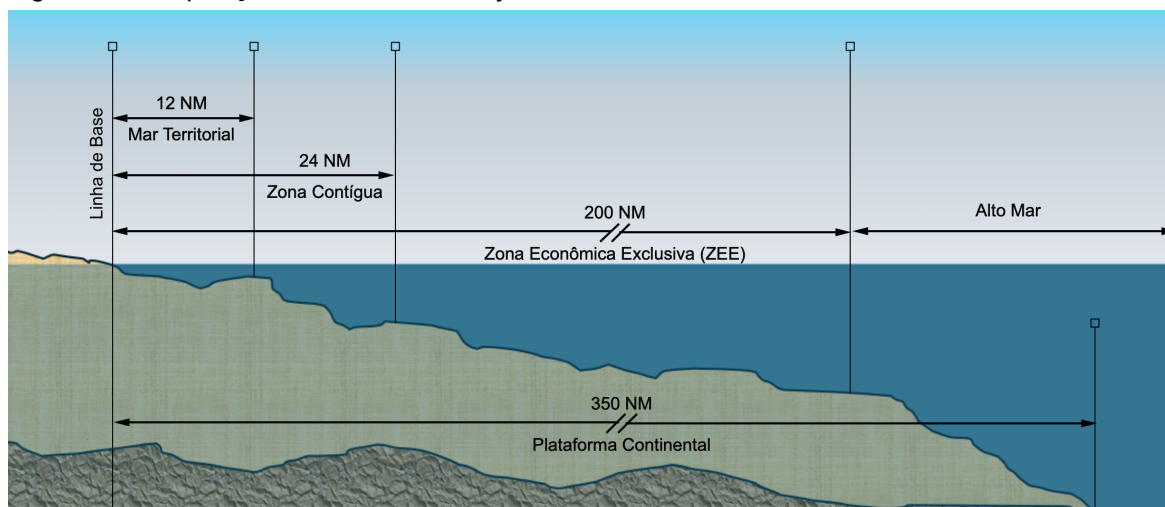 Linha de Base
12 NM
Mar Territorial
24 NM
Zona Contígua
200 NM
Zona Econômica Exclusiva (ZEE)
Alto Mar
350 NM
Plataforma Continental